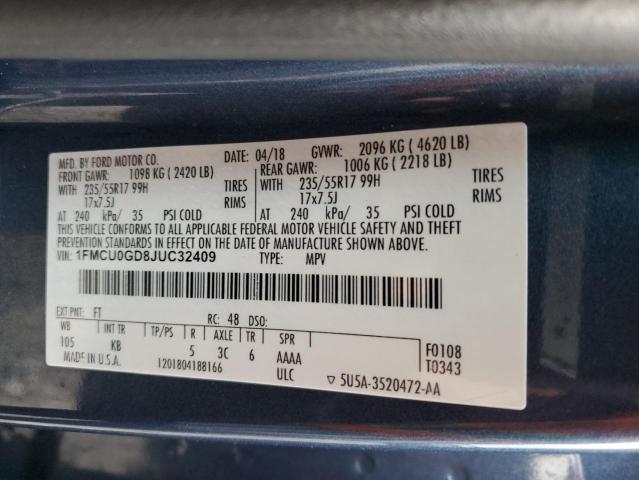 MFD. BY FORD MOTOR CO. DATE: 04/18 GVWR: 2096 KG ( 4620 LB)
FRONT GAWR: 1098 KG ( 2420 LB) REAR GAWR: 1006 KG ( 2218 LB)
WITH 235/55R17 99H TIRES WITH 235/55R17 99H TIRES
17x7.5J RIMS 17x7.5J RIMS
AT 240 kPa/ 35 PSI COLD AT 240 kPa/ 35 PSI COLD
THIS VEHICLE CONFORMS TO ALL APPLICABLE FEDERAL MOTOR VEHICLE SAFETY AND THEFT
PREVENTION STANDARDS IN EFFECT ON THE DATE OF MANUFACTURE SHOWN ABOVE.
VIN: 1FMCU0GD8JUC32409 TYPE: MPV
EXT PNT: FT RC: 48 DSO:
WB INT TR TP/PS R AXLE TR SPR
105 KB 5 3C 6 AAAA
ULC
F0108
T0343
MADE IN U.S.A. 1201804188166
▽ 5U5A-3520472-AA